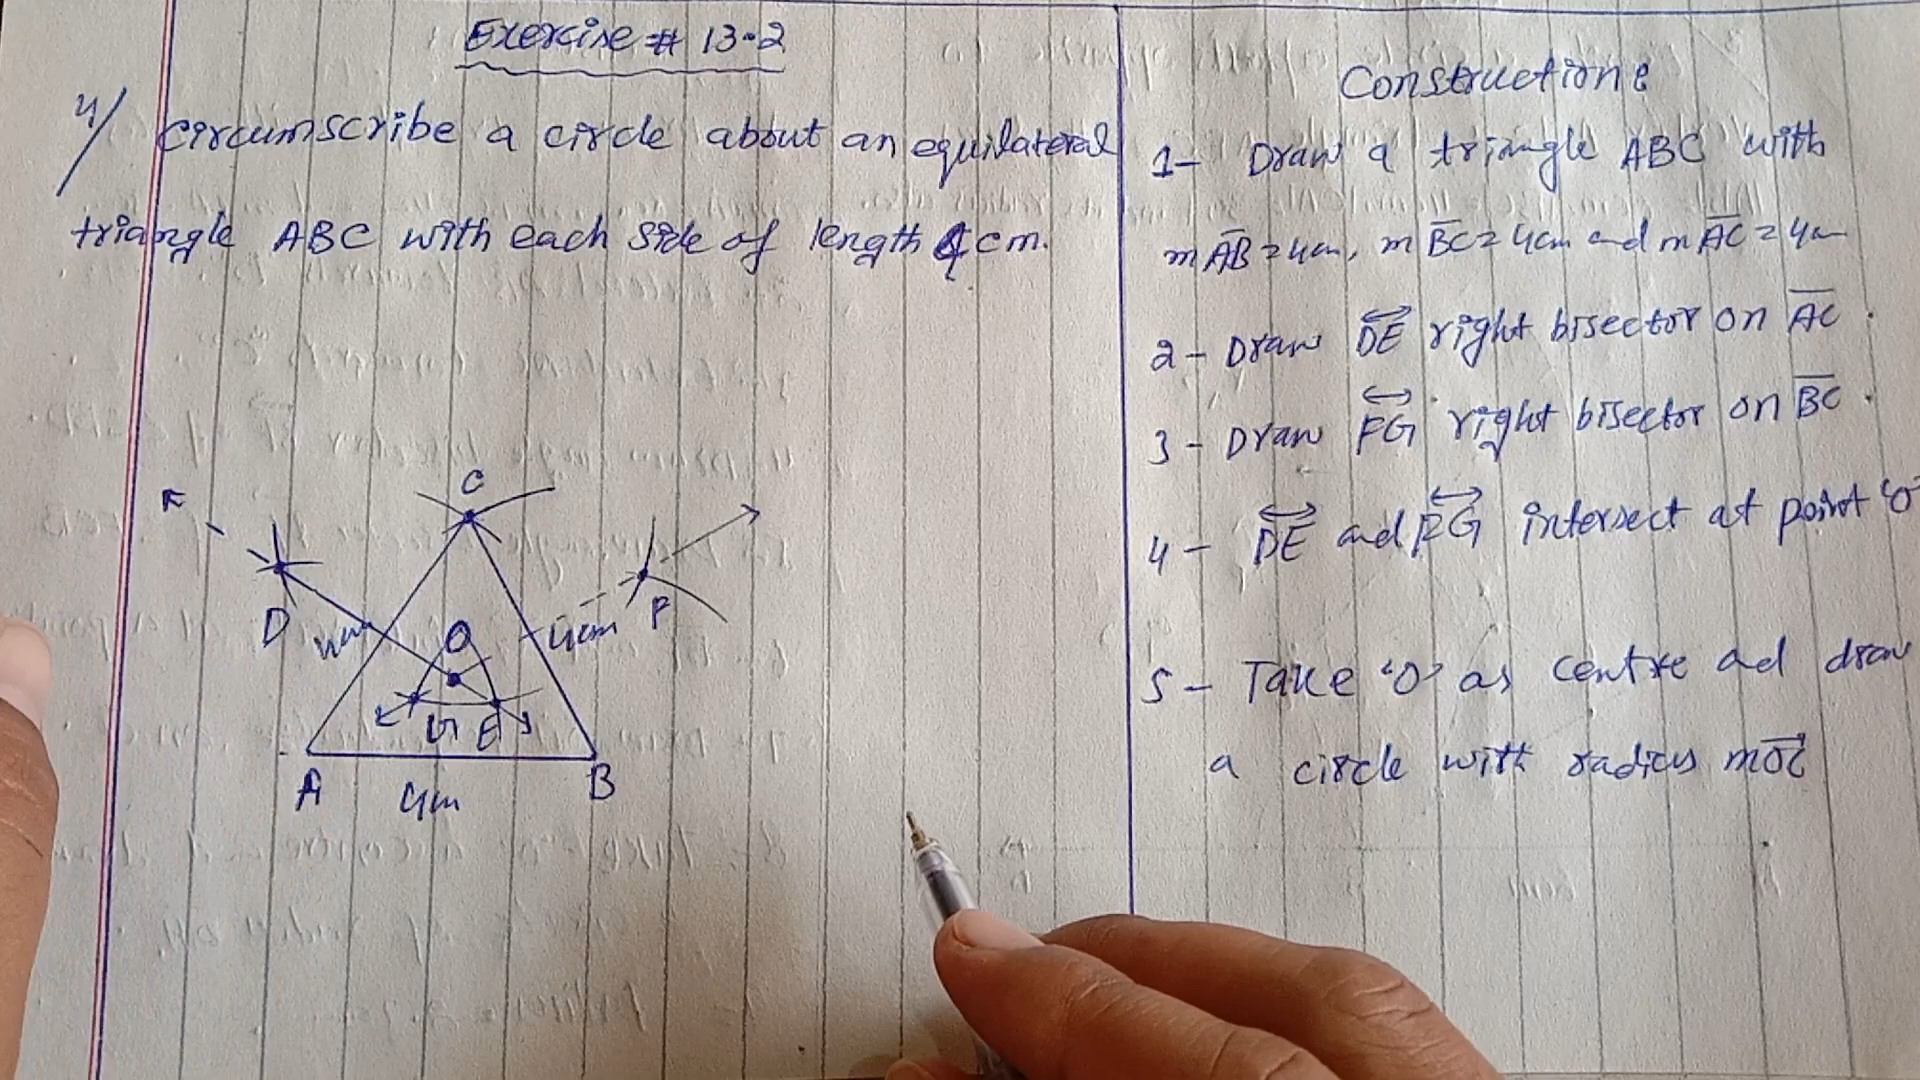 Exercise # 13.2
4/ circumscribe a circle about an equilateral
triangle ABC with each side of length 4cm.
C
D
F
4cm
4cm
O
G
E
A
B
4cm
Construction:
1- Draw a triangle ABC with
mAB=4cm, mBC=4cm and mAC=4cm
2- Draw DE right bisector on AC.
3- Draw FG right bisector on BC.
4- DE and FG intersect at point 'O'
5- Take 'O' as centre ad draw
a circle with radius mOC